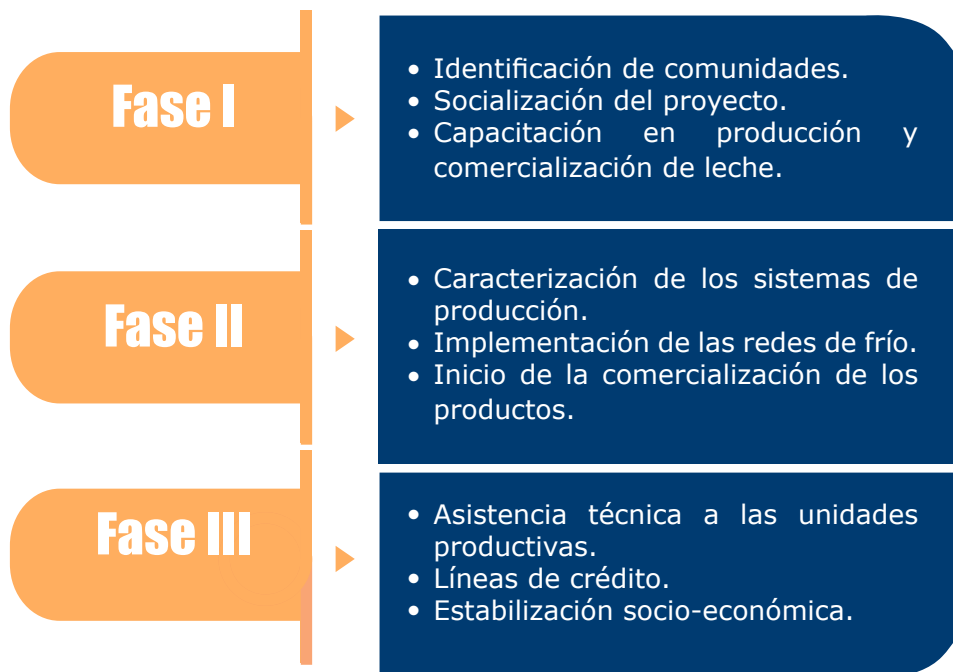 Fase I
• Identificación de comunidades.
• Socialización del proyecto.
• Capacitación en producción y
comercialización de leche.
Fase II
• Caracterización de los sistemas de
producción.
• Implementación de las redes de frío.
• Inicio de la comercialización de los
productos.
Fase III
• Asistencia técnica a las unidades
productivas.
• Líneas de crédito.
• Estabilización socio-económica.